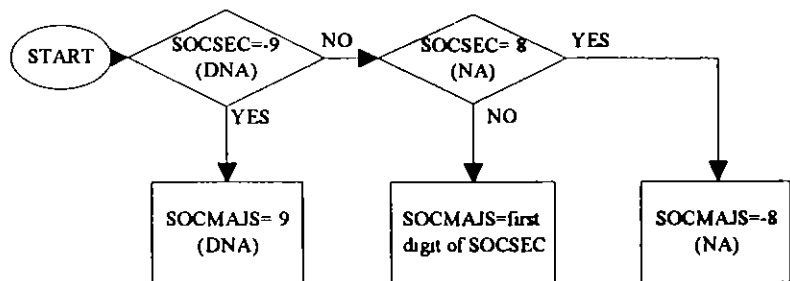 START
SOCSEC=-9
(DNA)
NO
SOCSEC= 8
(NA)
YES
YES
NO
SOCMAJS= 9
(DNA)
SOCMAJS=first
digit of SOCSEC
SOCMAJS=-8
(NA)